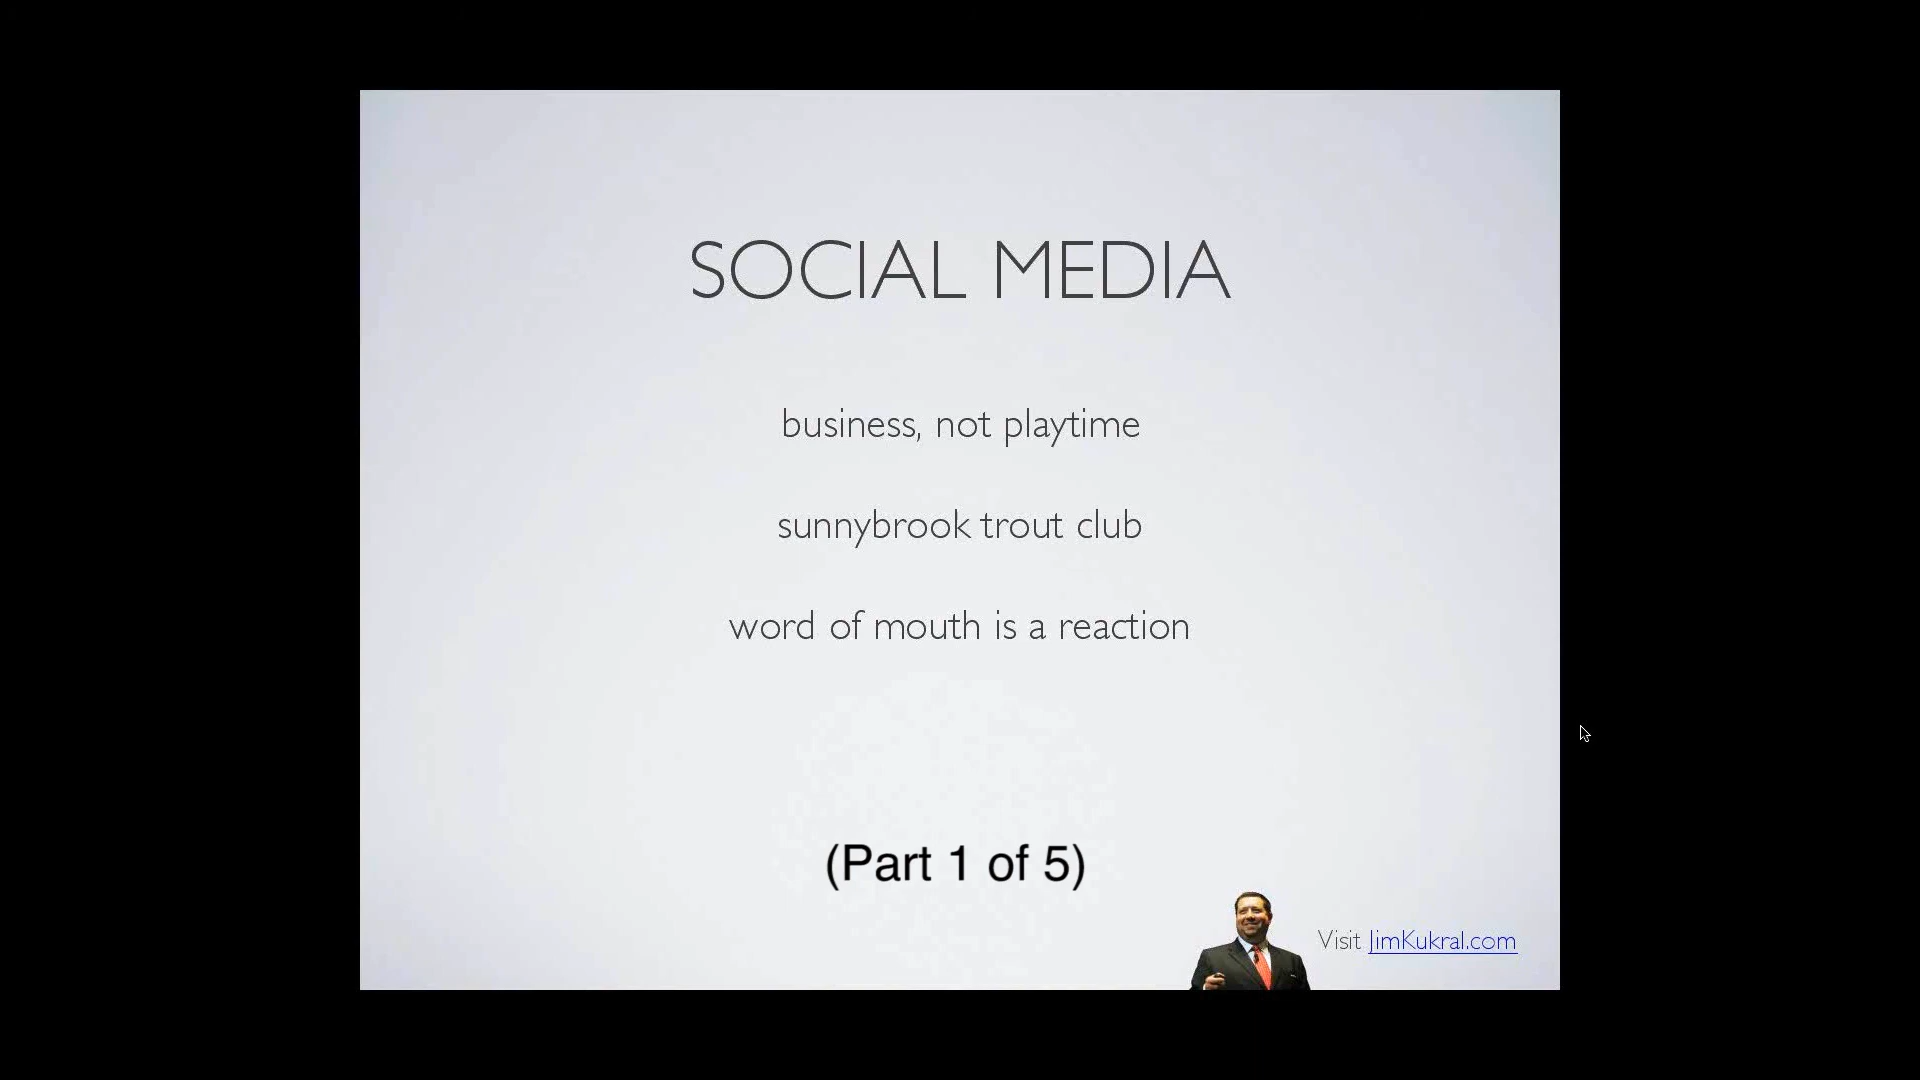 SOCIAL MEDIA
business, not playtime
sunnybrook trout club
word of mouth is a reaction
(Part 1 of 5)
Visit JimKukral.com